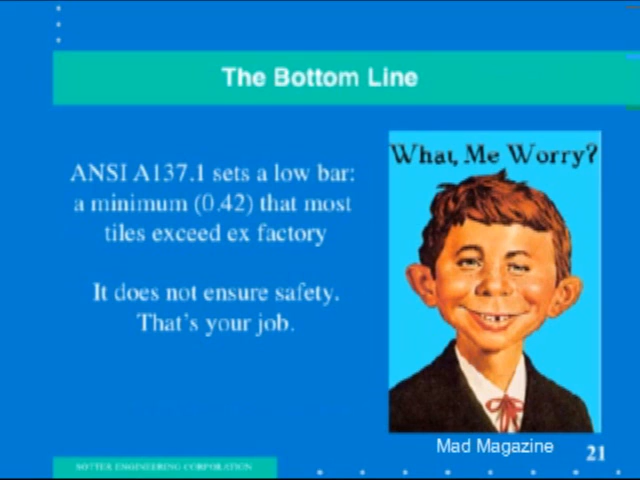 The Bottom Line
ANSI A137.1 sets a low bar:
a minimum (0.42) that most
tiles exceed ex factory
It does not ensure safety.
That's your job.
What, Me Worry?
Mad Magazine
21
SOTTER ENGINEERING CORPORATION